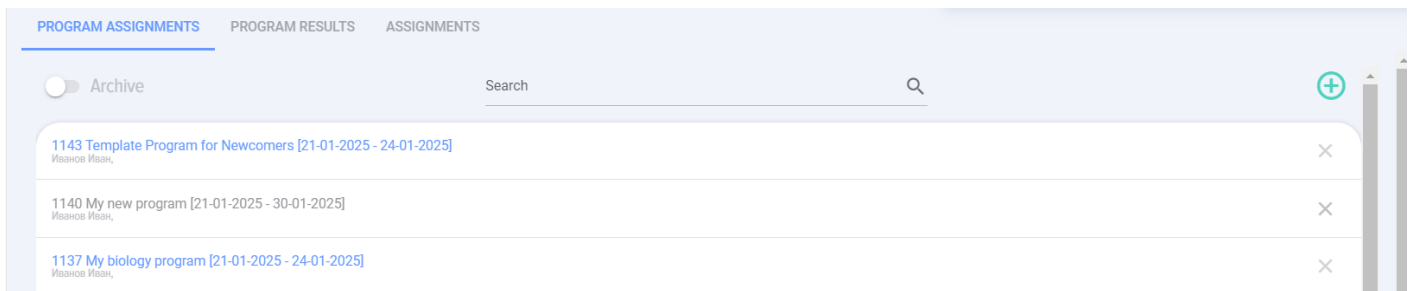 PROGRAM ASSIGNMENTS PROGRAM RESULTS ASSIGNMENTS
Archive Search
1143 Template Program for Newcomers [21-01-2025 - 24-01-2025]
Иванов Иван,
1140 My new program [21-01-2025 - 30-01-2025]
Иванов Иван,
1137 My biology program [21-01-2025 - 24-01-2025]
Иванов Иван,